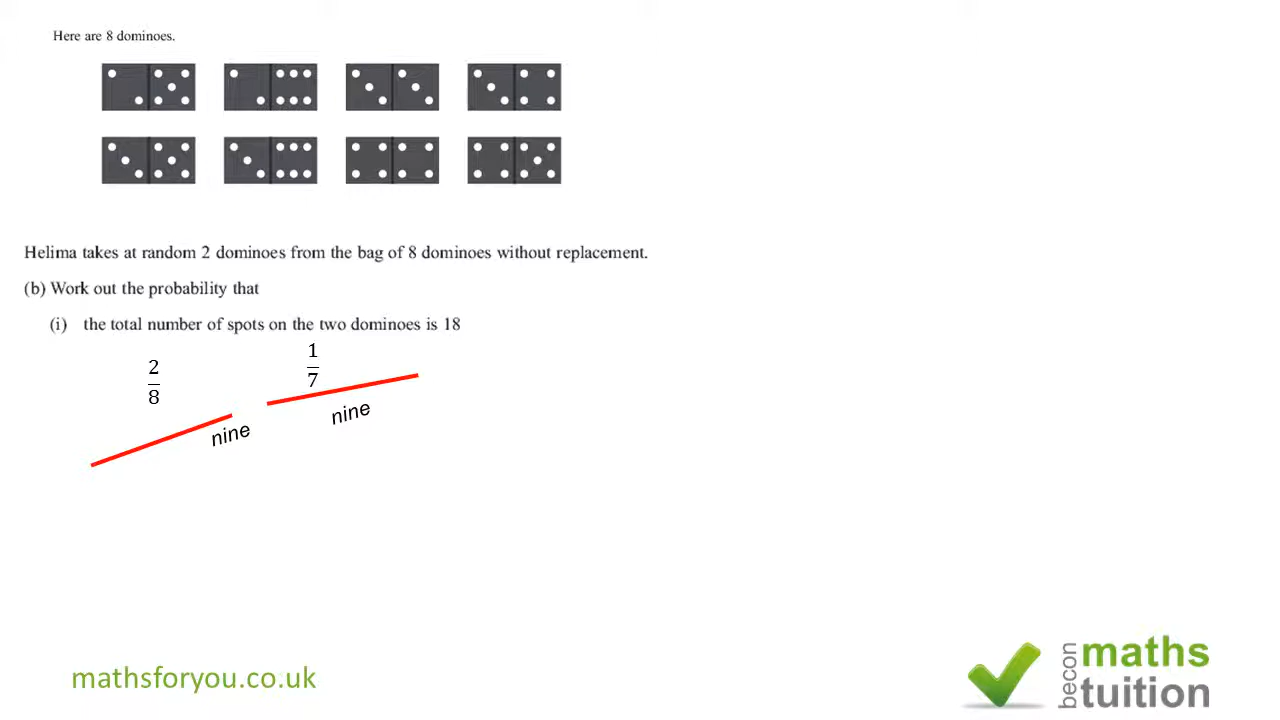 Here are 8 dominoes.
Helima takes at random 2 dominoes from the bag of 8 dominoes without replacement.
(b) Work out the probability that
(i) the total number of spots on the two dominoes is 18
2
8
1
7
nine
nine
mathsforyou.co.uk
becon
maths
tuition